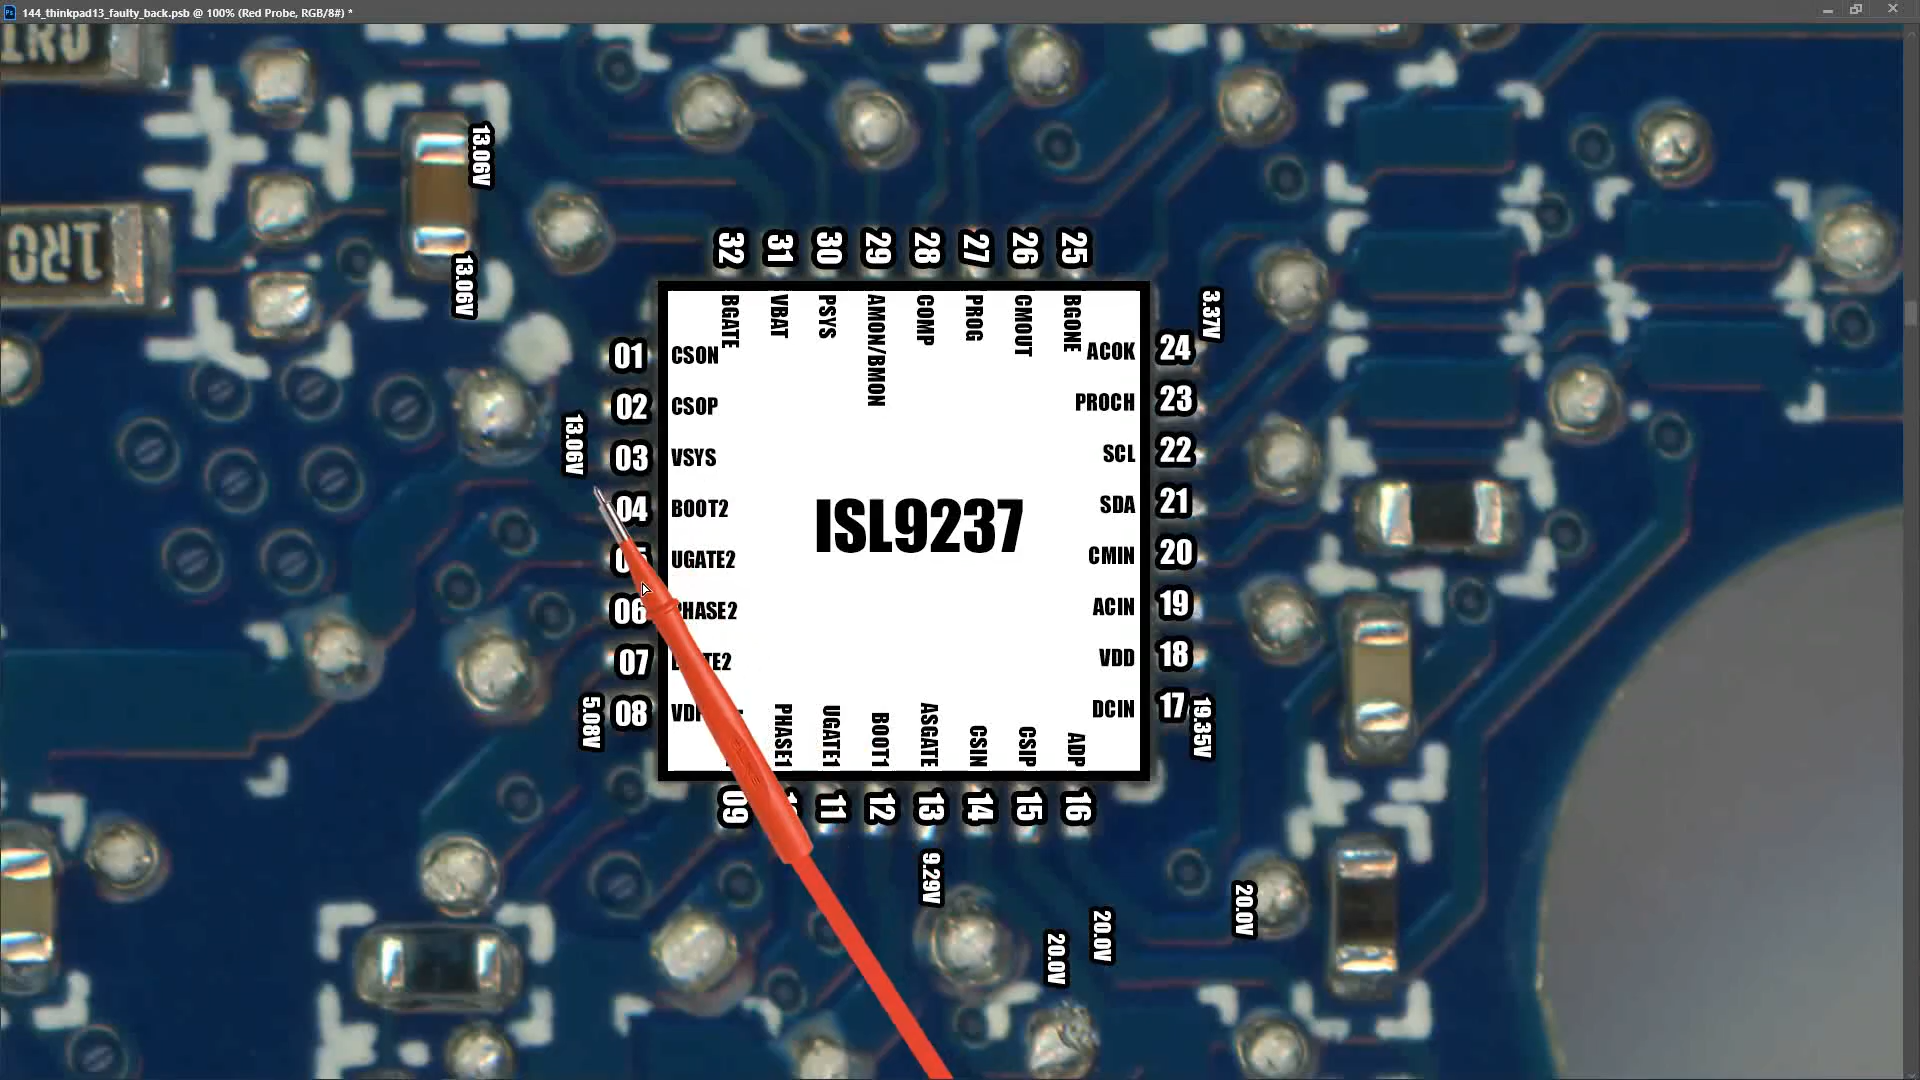 144_thinkpad13_faulty_back.psb @ 100% (Red Probe, RGB/8#) *
1R0
1R0
13.06V
13.06V
32 31 30 29 28 27 26 25
BGATE VBAT PSYS AMON/BMON COMP PROG CMOUT BGONE
3.37V
01 CSON
ACOK 24
02 CSOP
PROCH 23
13.06V
03 VSYS
SCL 22
04 BOOT2
SDA 21
ISL9237
UGATE2
CMIN 20
06
ACIN 19
07
VDD 18
5.08V
08
DCIN 17
19.35V
PHASE1 UGATE1 BOOT1 ASGATE CSIN CSIP ADP
09 11 12 13 14 15 16
9.29V
20.0V
20.0V
20.0V